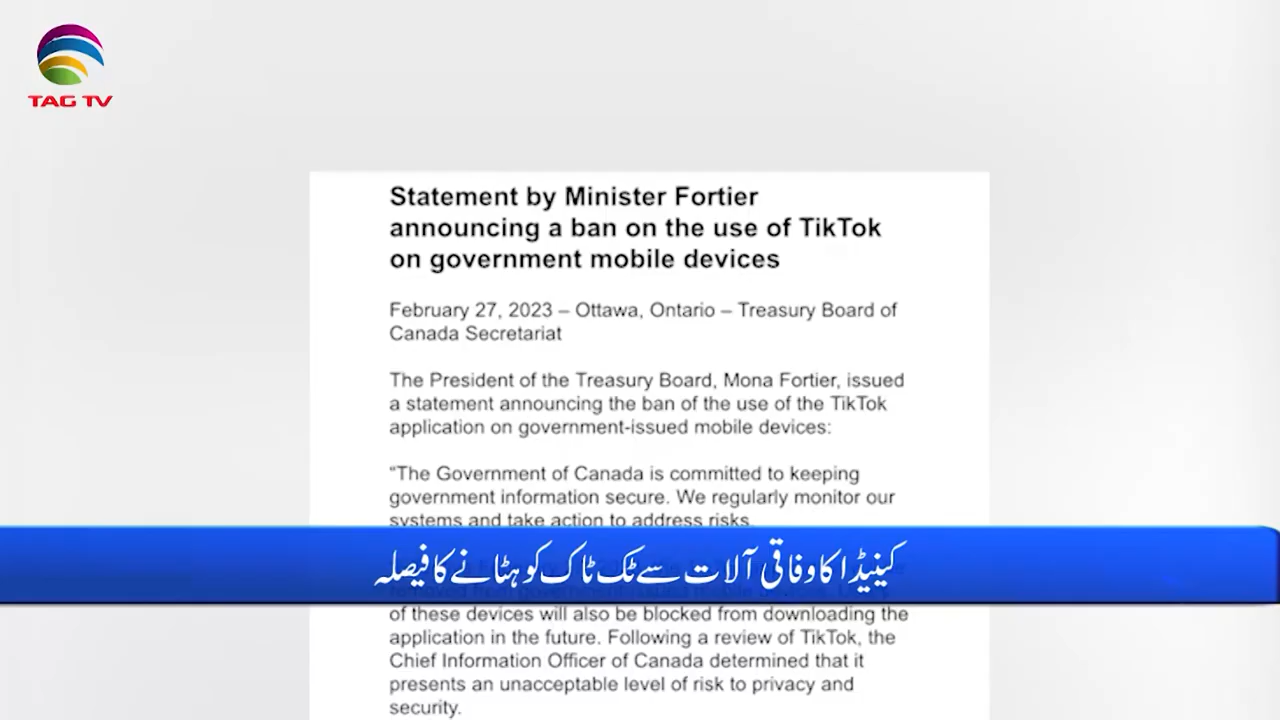 TAG TV
Statement by Minister Fortier
announcing a ban on the use of TikTok
on government mobile devices
February 27, 2023 – Ottawa, Ontario – Treasury Board of
Canada Secretariat
The President of the Treasury Board, Mona Fortier, issued
a statement announcing the ban of the use of the TikTok
application on government-issued mobile devices:
“The Government of Canada is committed to keeping
government information secure. We regularly monitor our
systems and take action to address risks.
کینیڈا کا وفاقی آلات سے ٹک ٹاک کو ہٹانے کا فیصلہ
of these devices will also be blocked from downloading the
application in the future. Following a review of TikTok, the
Chief Information Officer of Canada determined that it
presents an unacceptable level of risk to privacy and
security.